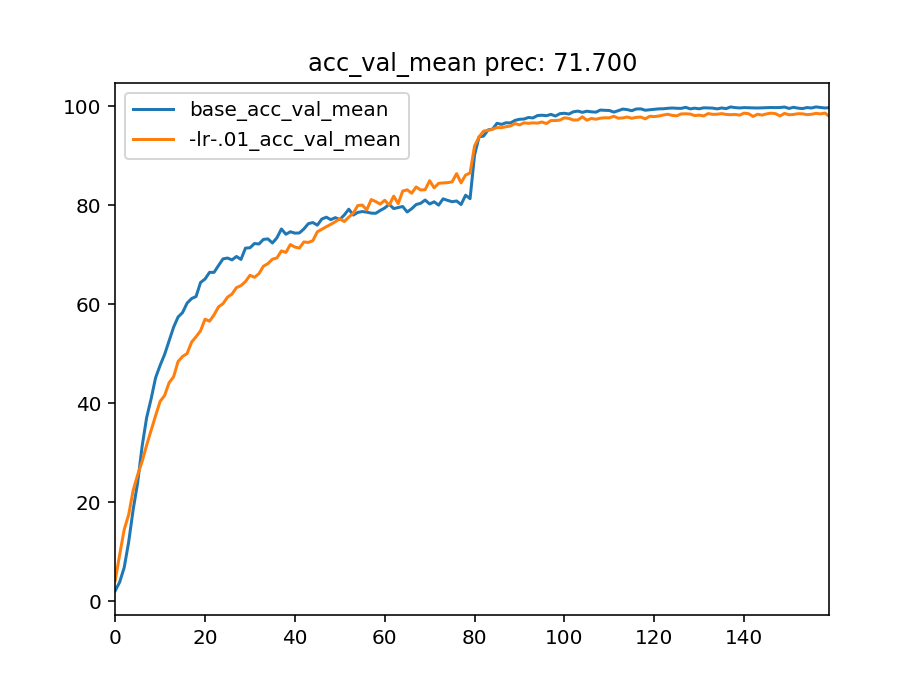 acc_val_mean prec: 71.700
base_acc_val_mean
-lr-.01_acc_val_mean
100
80
60
40
20
0
0 20 40 60 80 100 120 140